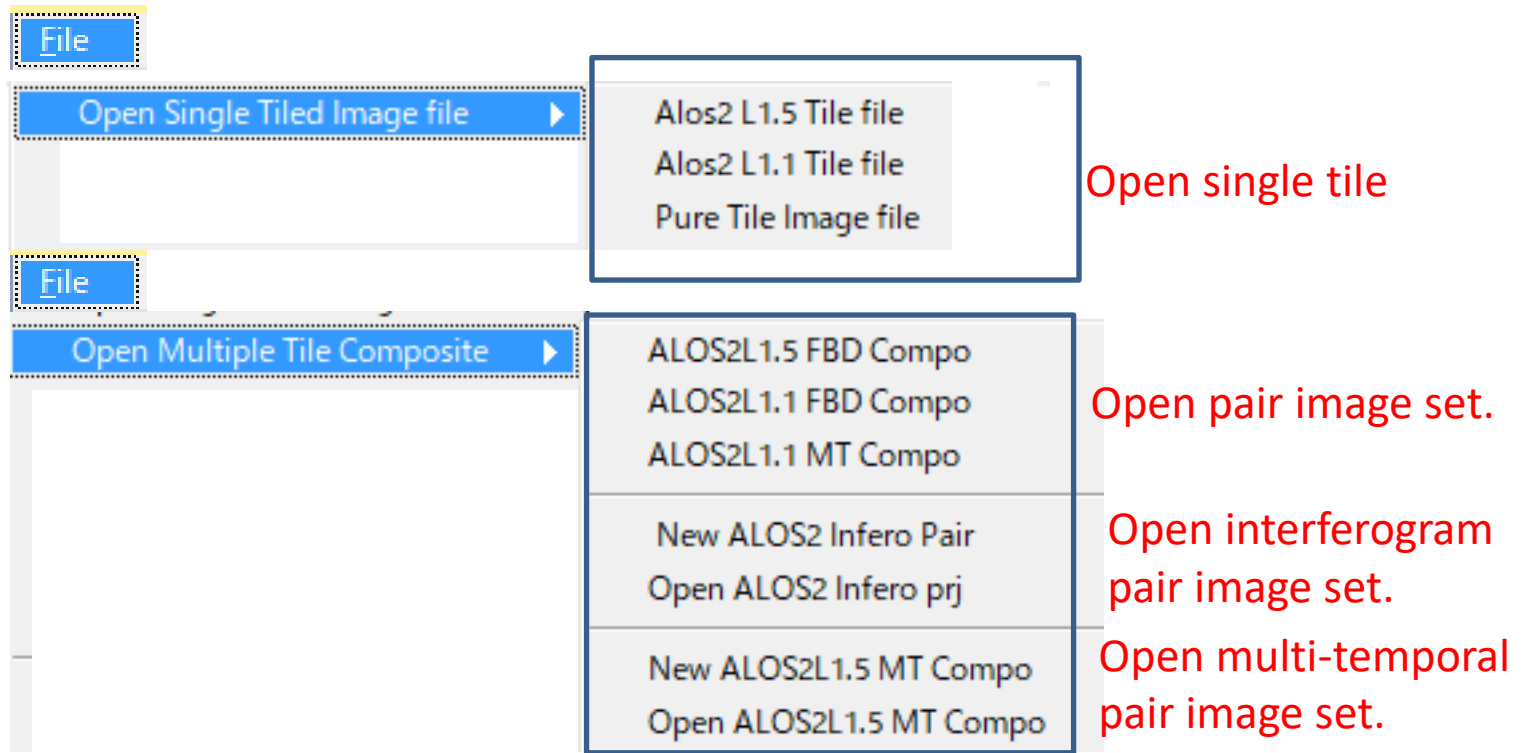 File
Open Single Tiled Image file
Alos2 L1.5 Tile file
Alos2 L1.1 Tile file
Pure Tile Image file
Open single tile
File
Open Multiple Tile Composite
ALOS2L1.5 FBD Compo
ALOS2L1.1 FBD Compo
ALOS2L1.1 MT Compo
Open pair image set.
New ALOS2 Infero Pair
Open ALOS2 Infero prj
Open interferogram
pair image set.
New ALOS2L1.5 MT Compo
Open ALOS2L1.5 MT Compo
Open multi-temporal
pair image set.